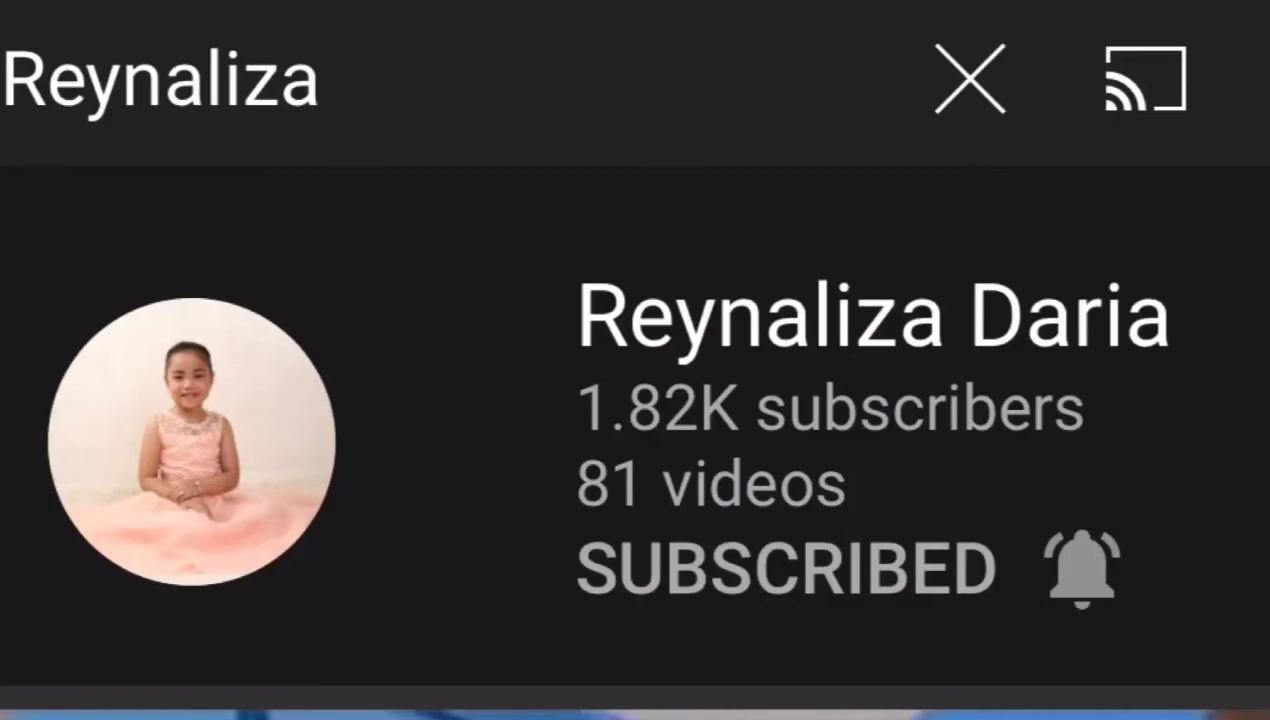 Reynaliza
Reynaliza Daria
1.82K subscribers
81 videos
SUBSCRIBED